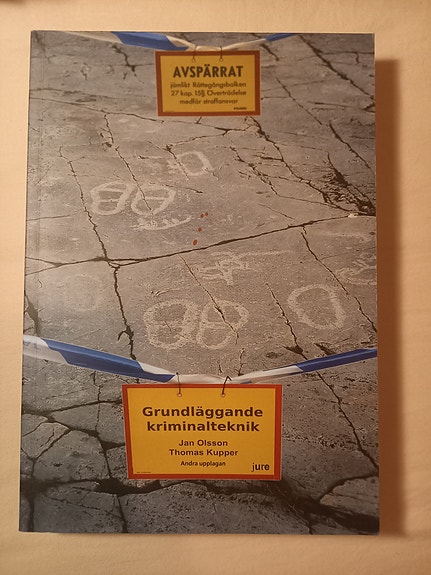 AVSPÄRRAT
jämlikt Rättegångsbalken
27 kap. 15§ Överträdelse
medför straffansvar
Grundläggande
kriminalteknik
Jan Olsson
Thomas Kupper
Andra upplagan
jure